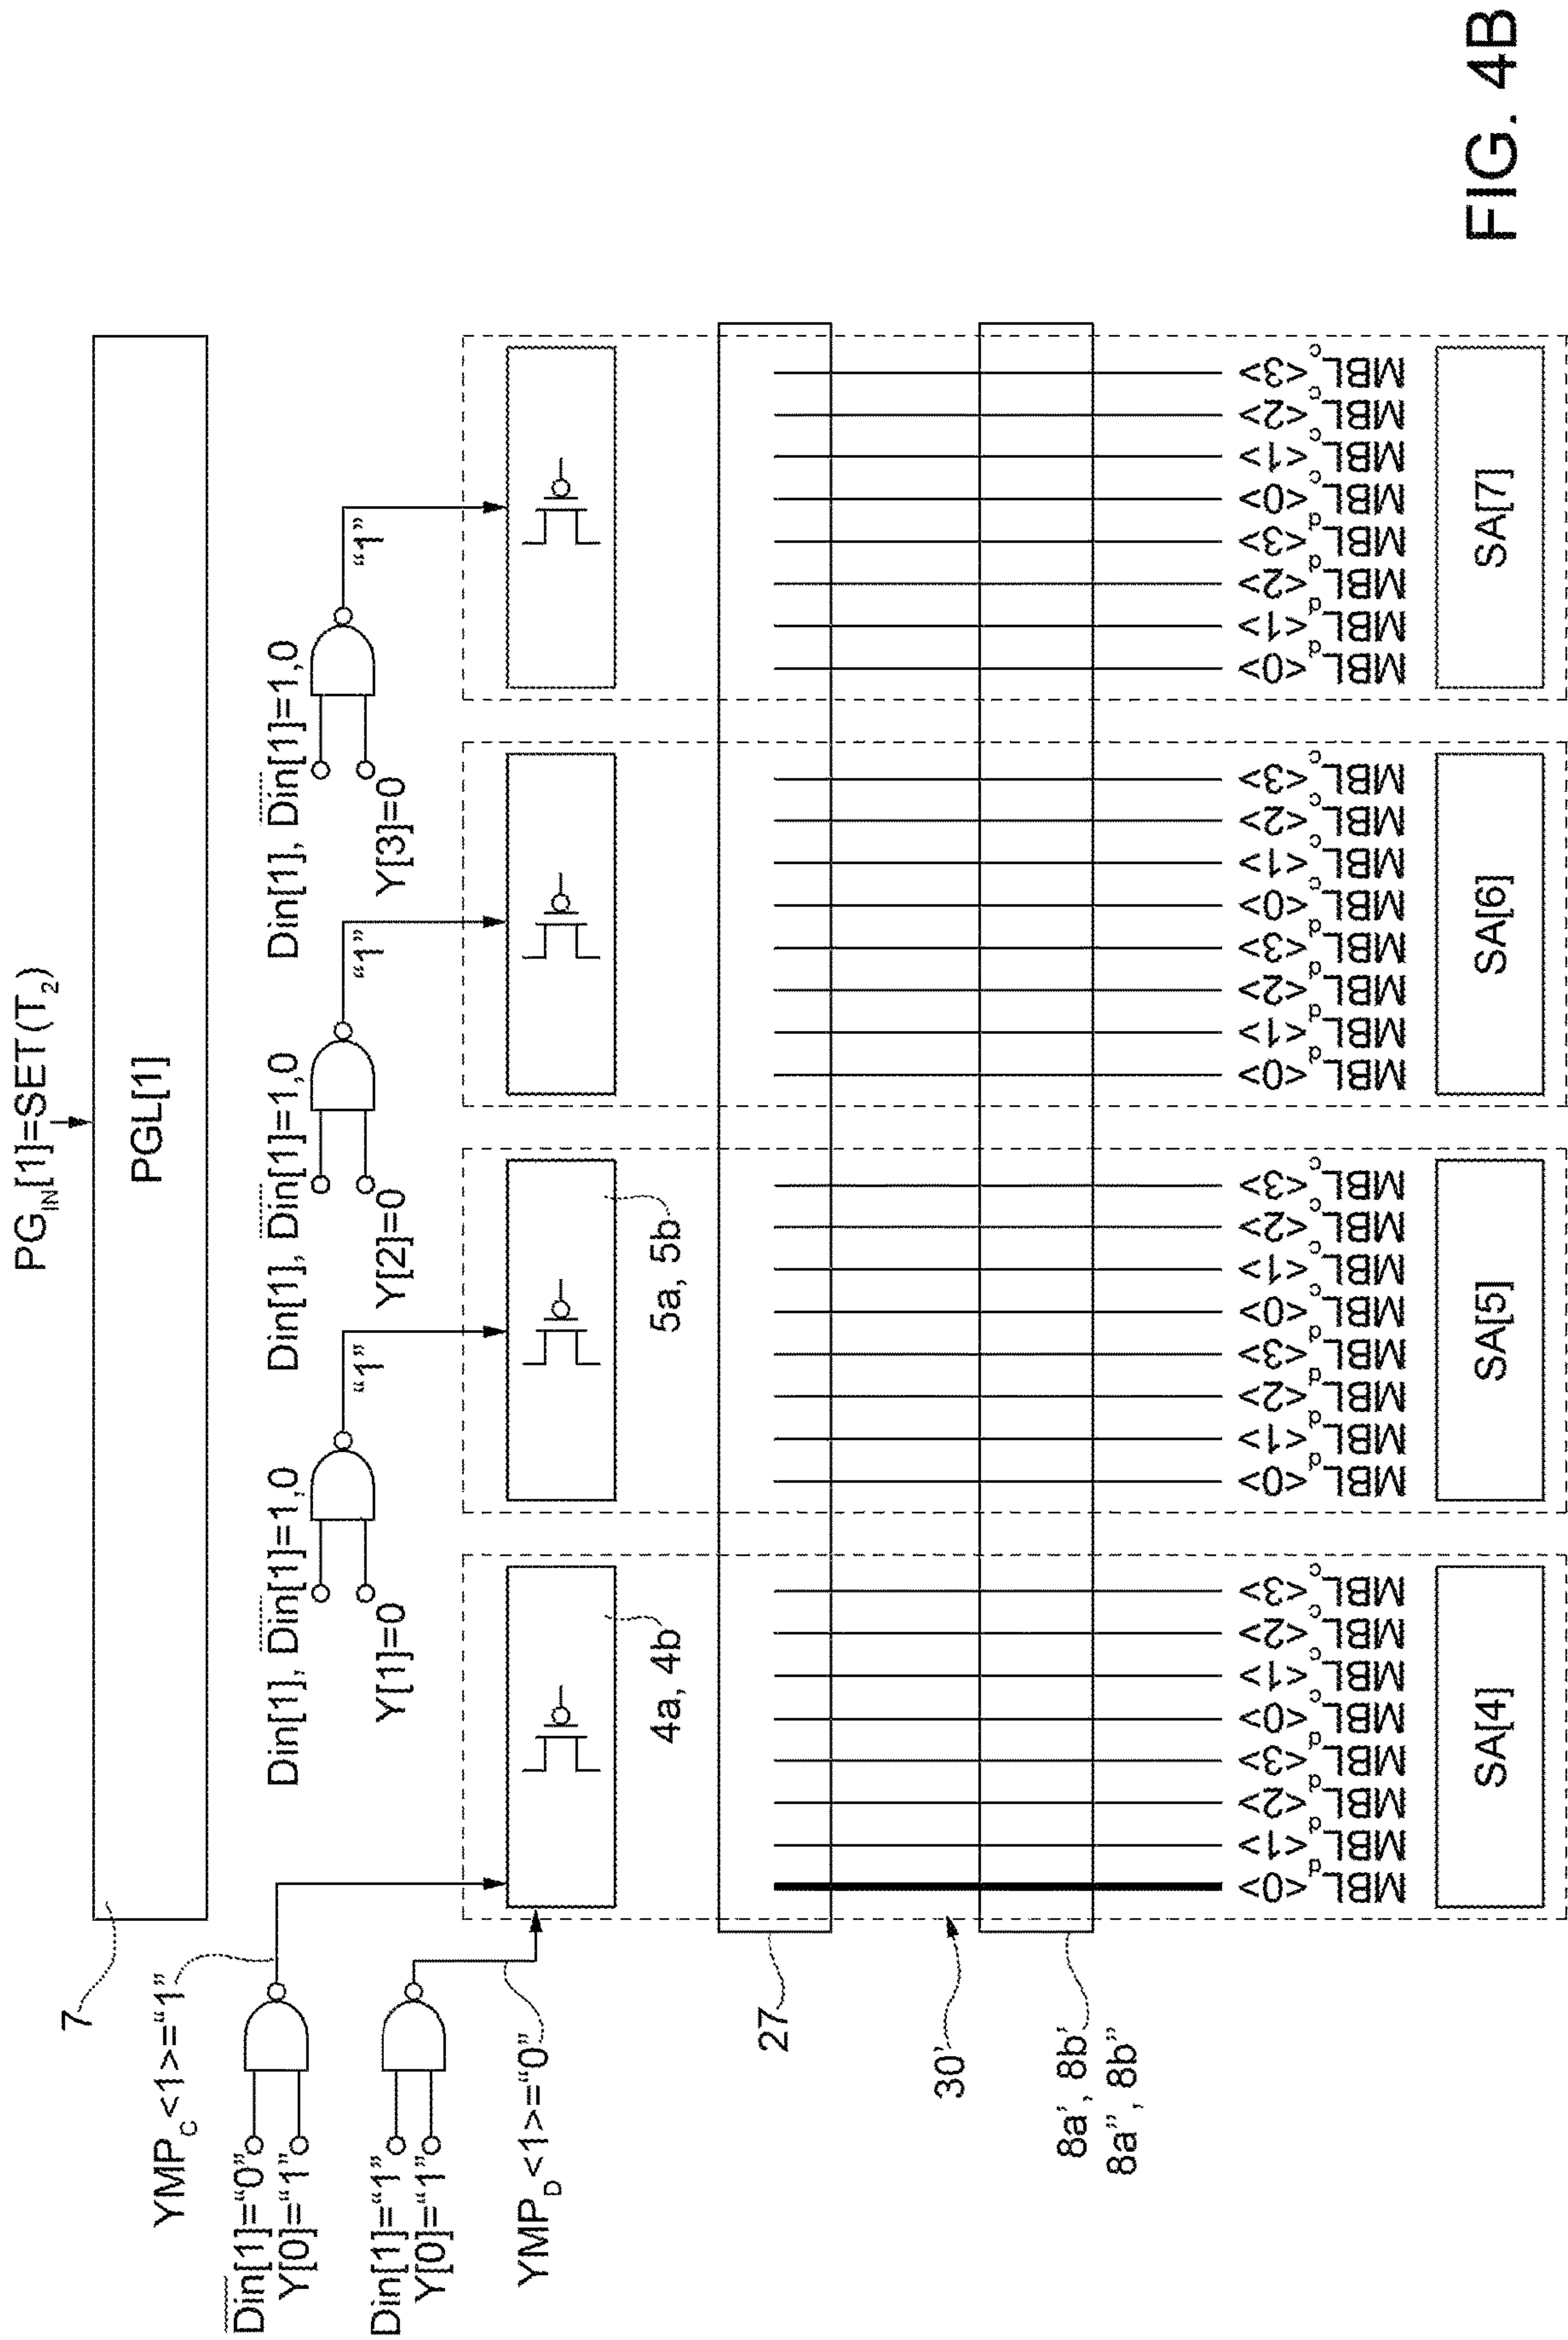 PG_IN[1]=SET(T_2)
7
PGL[1]
YMP_C<1>="1"
D̅i̅n̅[1]="0"
Y[0]="1"
Din[1]="1"
Y[0]="1"
YMP_D<1>="0"
Din[1], D̅i̅n̅[1]=1,0
Y[1]=0
"1"
Din[1], D̅i̅n̅[1]=1,0
Y[2]=0
"1"
Din[1], D̅i̅n̅[1]=1,0
Y[3]=0
"1"
4a, 4b
5a, 5b
27
30'
8a', 8b'
8a", 8b"
MBL_d<0>
MBL_d<1>
MBL_d<2>
MBL_d<3>
MBL_c<0>
MBL_c<1>
MBL_c<2>
MBL_c<3>
MBL_d<0>
MBL_d<1>
MBL_d<2>
MBL_d<3>
MBL_c<0>
MBL_c<1>
MBL_c<2>
MBL_c<3>
MBL_d<0>
MBL_d<1>
MBL_d<2>
MBL_d<3>
MBL_c<0>
MBL_c<1>
MBL_c<2>
MBL_c<3>
MBL_d<0>
MBL_d<1>
MBL_d<2>
MBL_d<3>
MBL_c<0>
MBL_c<1>
MBL_c<2>
MBL_c<3>
SA[4]
SA[5]
SA[6]
SA[7]
FIG. 4B